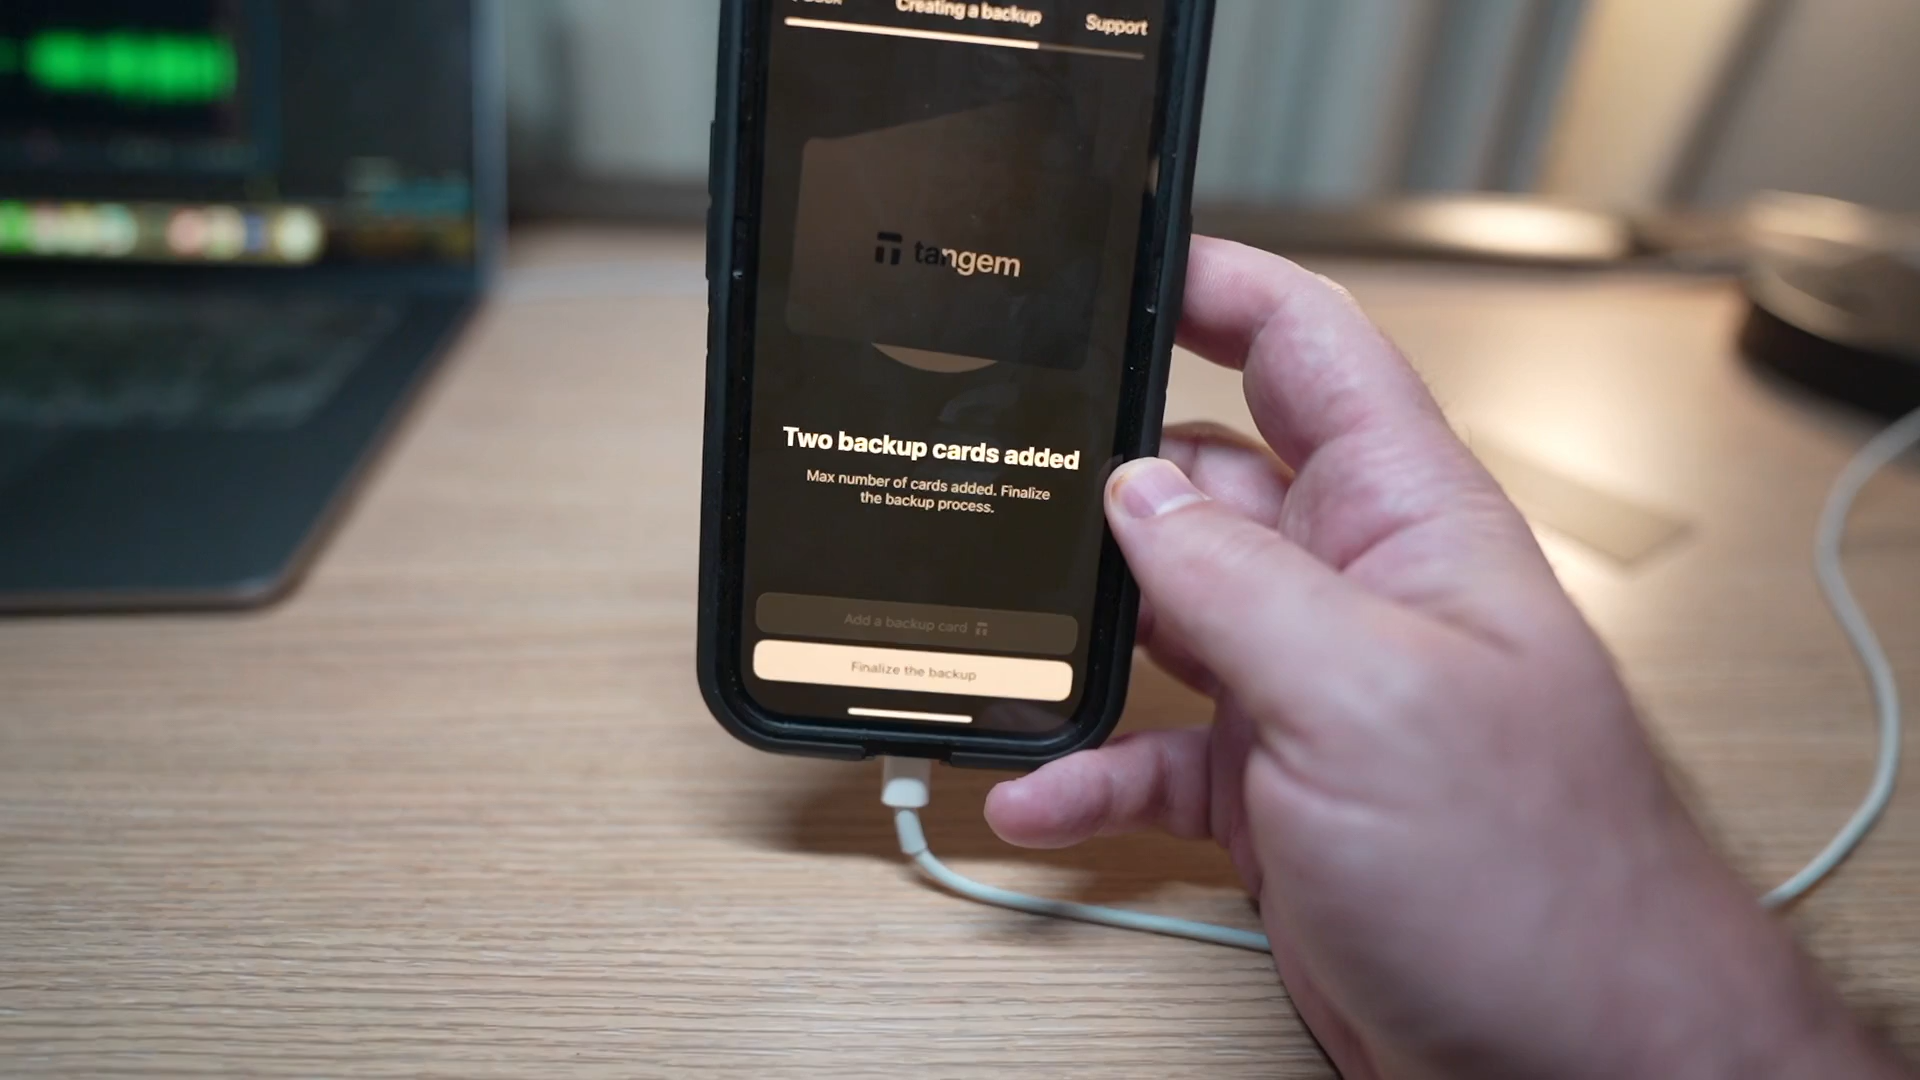 Creating a backup
Support
tangem
Two backup cards added
Max number of cards added. Finalize
the backup process.
Add a backup card
Finalize the backup